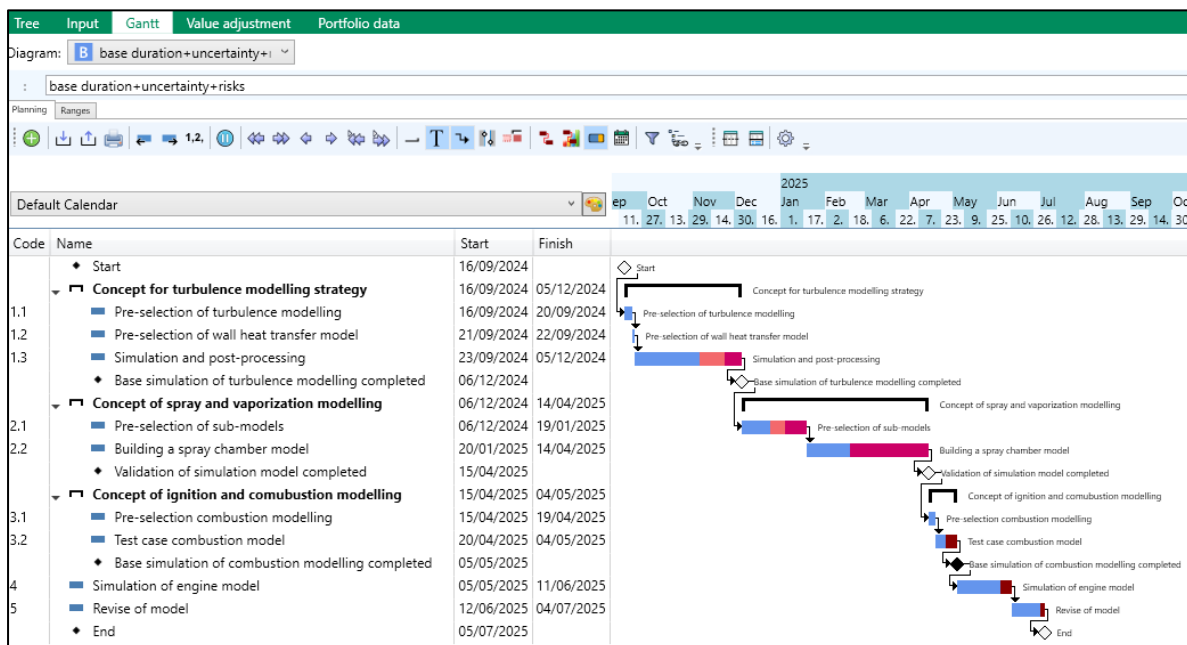 Tree Input Gantt Value adjustment Portfolio data
Diagram: B base duration+uncertainty+
: base duration+uncertainty+risks
Planning Ranges
1,2, T
2025
Default Calendar ep Oct Nov Dec Jan Feb Mar Apr May Jun Jul Aug Sep Oc
11. 27. 13. 29. 14. 30. 16. 1. 17. 2. 18. 6. 22. 7. 23. 9. 25. 10. 26. 12. 28. 13. 29. 14. 30
Code Name Start Finish
Start 16/09/2024 Start
Concept for turbulence modelling strategy 16/09/2024 05/12/2024 Concept for turbulence modelling strategy
1.1 Pre-selection of turbulence modelling 16/09/2024 20/09/2024 Pre-selection of turbulence modelling
1.2 Pre-selection of wall heat transfer model 21/09/2024 22/09/2024 Pre-selection of wall heat transfer model
1.3 Simulation and post-processing 23/09/2024 05/12/2024 Simulation and post-processing
Base simulation of turbulence modelling completed 06/12/2024 Base simulation of turbulence modelling completed
Concept of spray and vaporization modelling 06/12/2024 14/04/2025 Concept of spray and vaporization modelling
2.1 Pre-selection of sub-models 06/12/2024 19/01/2025 Pre-selection of sub-models
2.2 Building a spray chamber model 20/01/2025 14/04/2025 Building a spray chamber model
Validation of simulation model completed 15/04/2025 Validation of simulation model completed
Concept of ignition and comubustion modelling 15/04/2025 04/05/2025 Concept of ignition and comubustion modelling
3.1 Pre-selection combustion modelling 15/04/2025 19/04/2025 Pre-selection combustion modelling
3.2 Test case combustion model 20/04/2025 04/05/2025 Test case combustion model
Base simulation of combustion modelling completed 05/05/2025 Base simulation of combustion modelling completed
4 Simulation of engine model 05/05/2025 11/06/2025 Simulation of engine model
5 Revise of model 12/06/2025 04/07/2025 Revise of model
End 05/07/2025 End